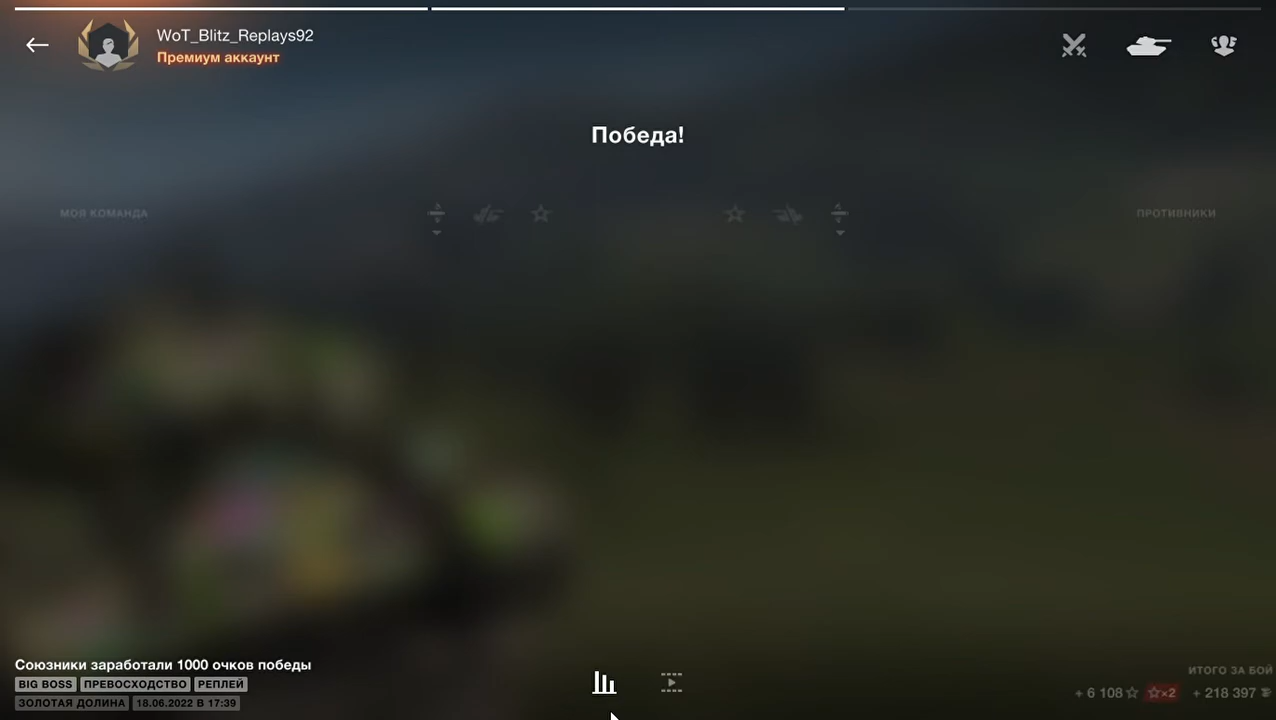 WoT_Blitz_Replays92
Премиум аккаунт
Победа!
МОЯ КОМАНДА
ПРОТИВНИКИ
Союзники заработали 1000 очков победы
BIG BOSS ПРЕВОСХОДСТВО РЕПЛЕЙ
ЗОЛОТАЯ ДОЛИНА 18.06.2022 В 17:39
ИТОГО ЗА БОЙ
+ 6 108 x2 + 218 397